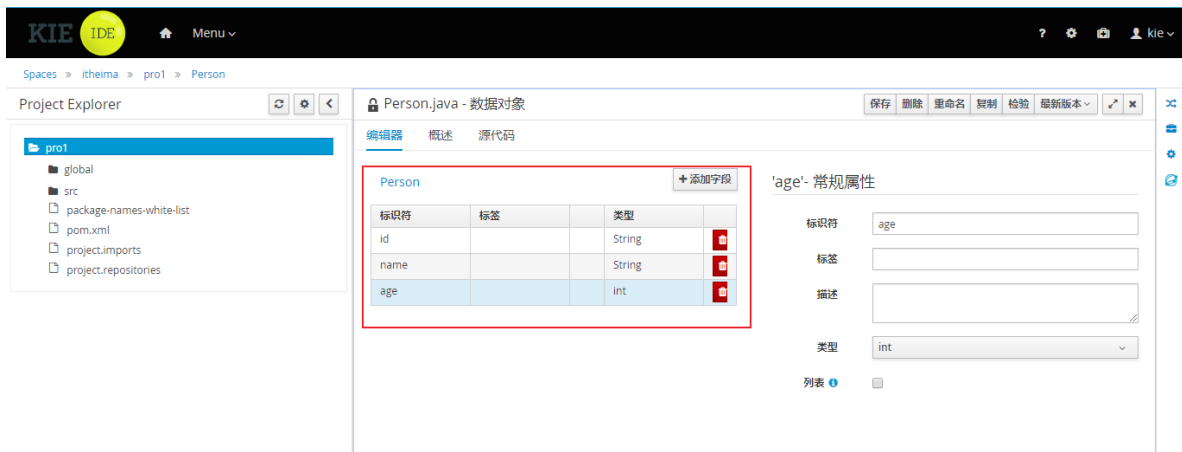 KIE IDE Menu ? kie
Spaces » itheima » pro1 » Person
Project Explorer
Person.java - 数据对象
保存 删除 重命名 复制 检验 最新版本
编辑器 概述 源代码
pro1
global
src
package-names-white-list
pom.xml
project.imports
project.repositories
Person
+添加字段
标识符 标签 类型
id String
name String
age int
'age'- 常规属性
标识符 age
标签
描述
类型 int
列表